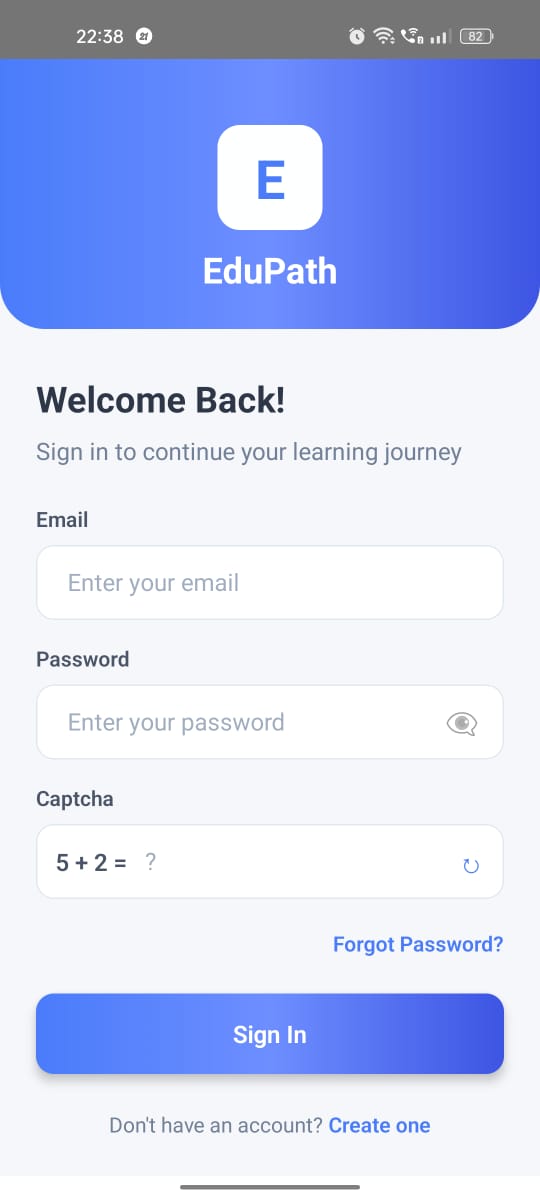 22:38 21 82
E
EduPath
Welcome Back!
Sign in to continue your learning journey
Email
Enter your email
Password
Enter your password
Captcha
5 + 2 = ?
Forgot Password?
Sign In
Don't have an account? Create one